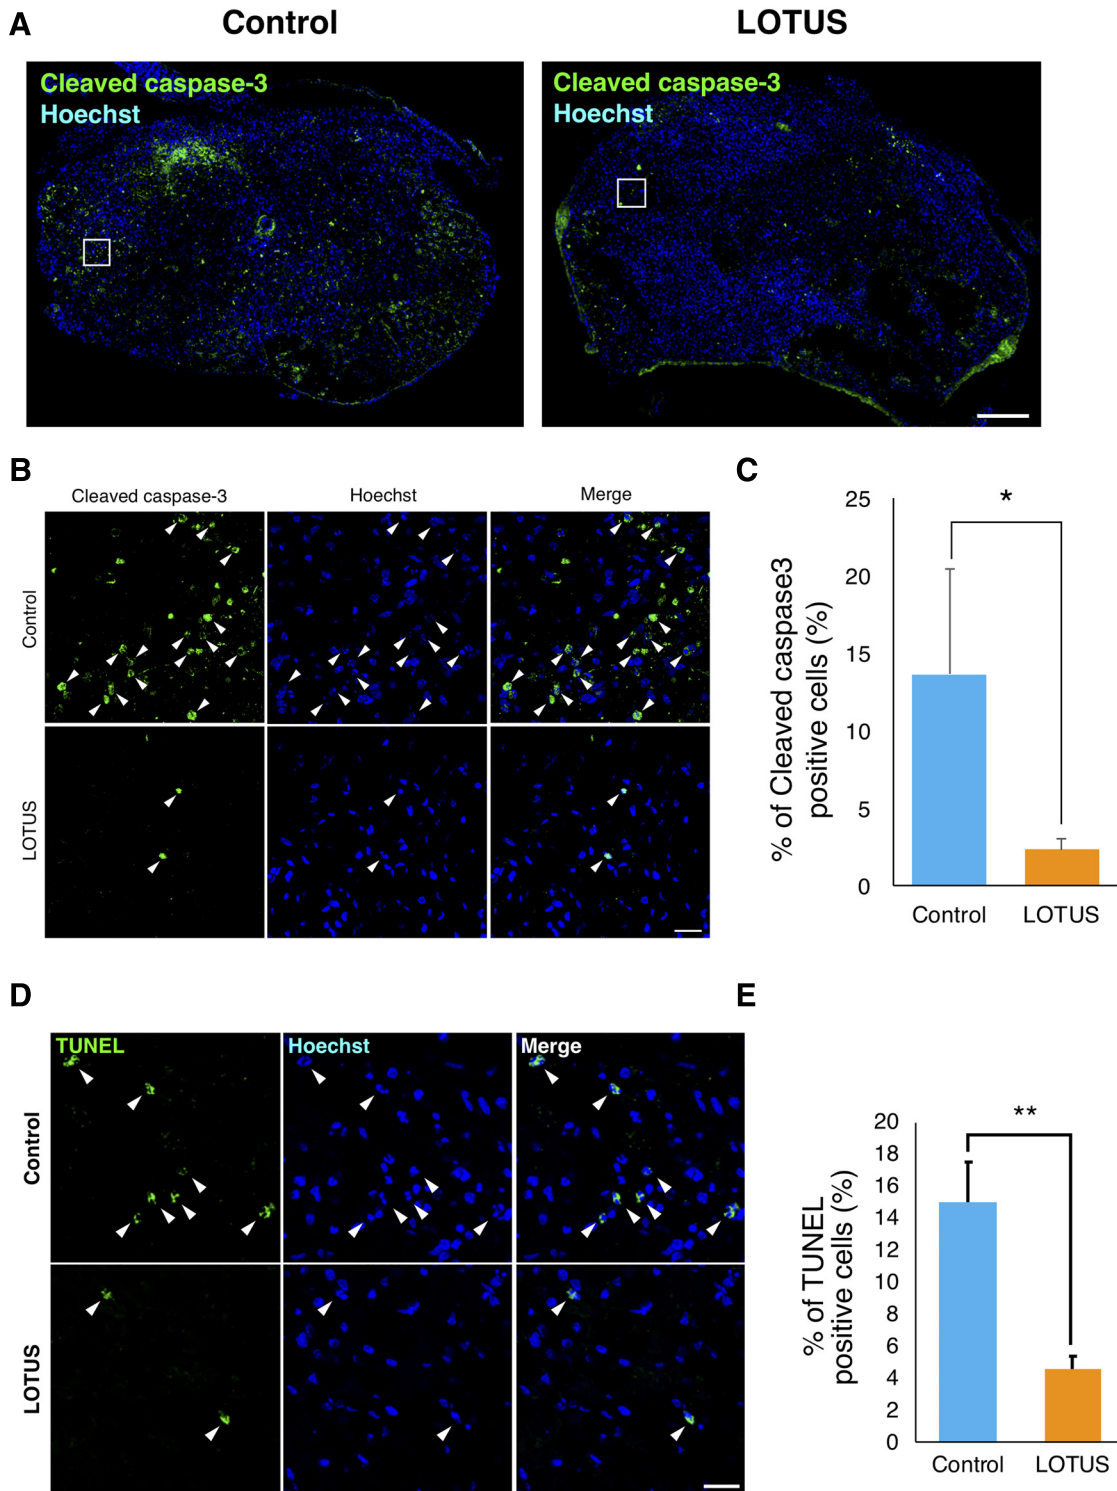 A
Control
LOTUS
Cleaved caspase-3
Hoechst
Cleaved caspase-3
Hoechst
B
Cleaved caspase-3
Hoechst
Merge
Control
LOTUS
C
% of Cleaved caspase3
positive cells (%)
25
20
15
10
5
0
*
Control
LOTUS
D
TUNEL
Hoechst
Merge
Control
LOTUS
E
% of TUNEL
positive cells (%)
20
18
16
14
12
10
8
6
4
2
0
**
Control
LOTUS